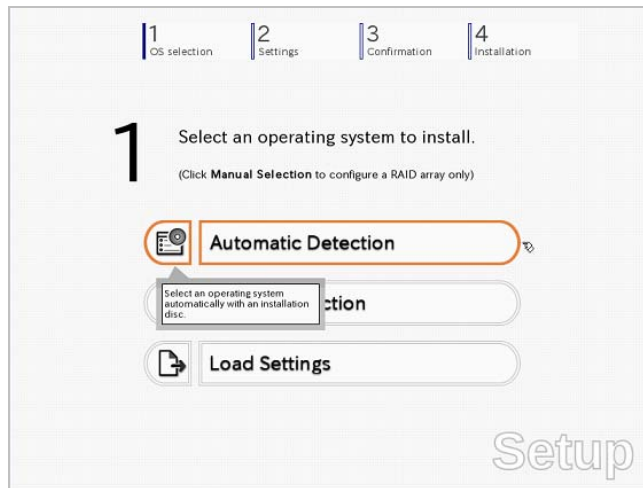 1 2 3 4
OS selection Settings Confirmation Installation
1 Select an operating system to install.
(Click Manual Selection to configure a RAID array only)
Automatic Detection
Select an operating system
automatically with an installation
disc.
ction
Load Settings
Setup